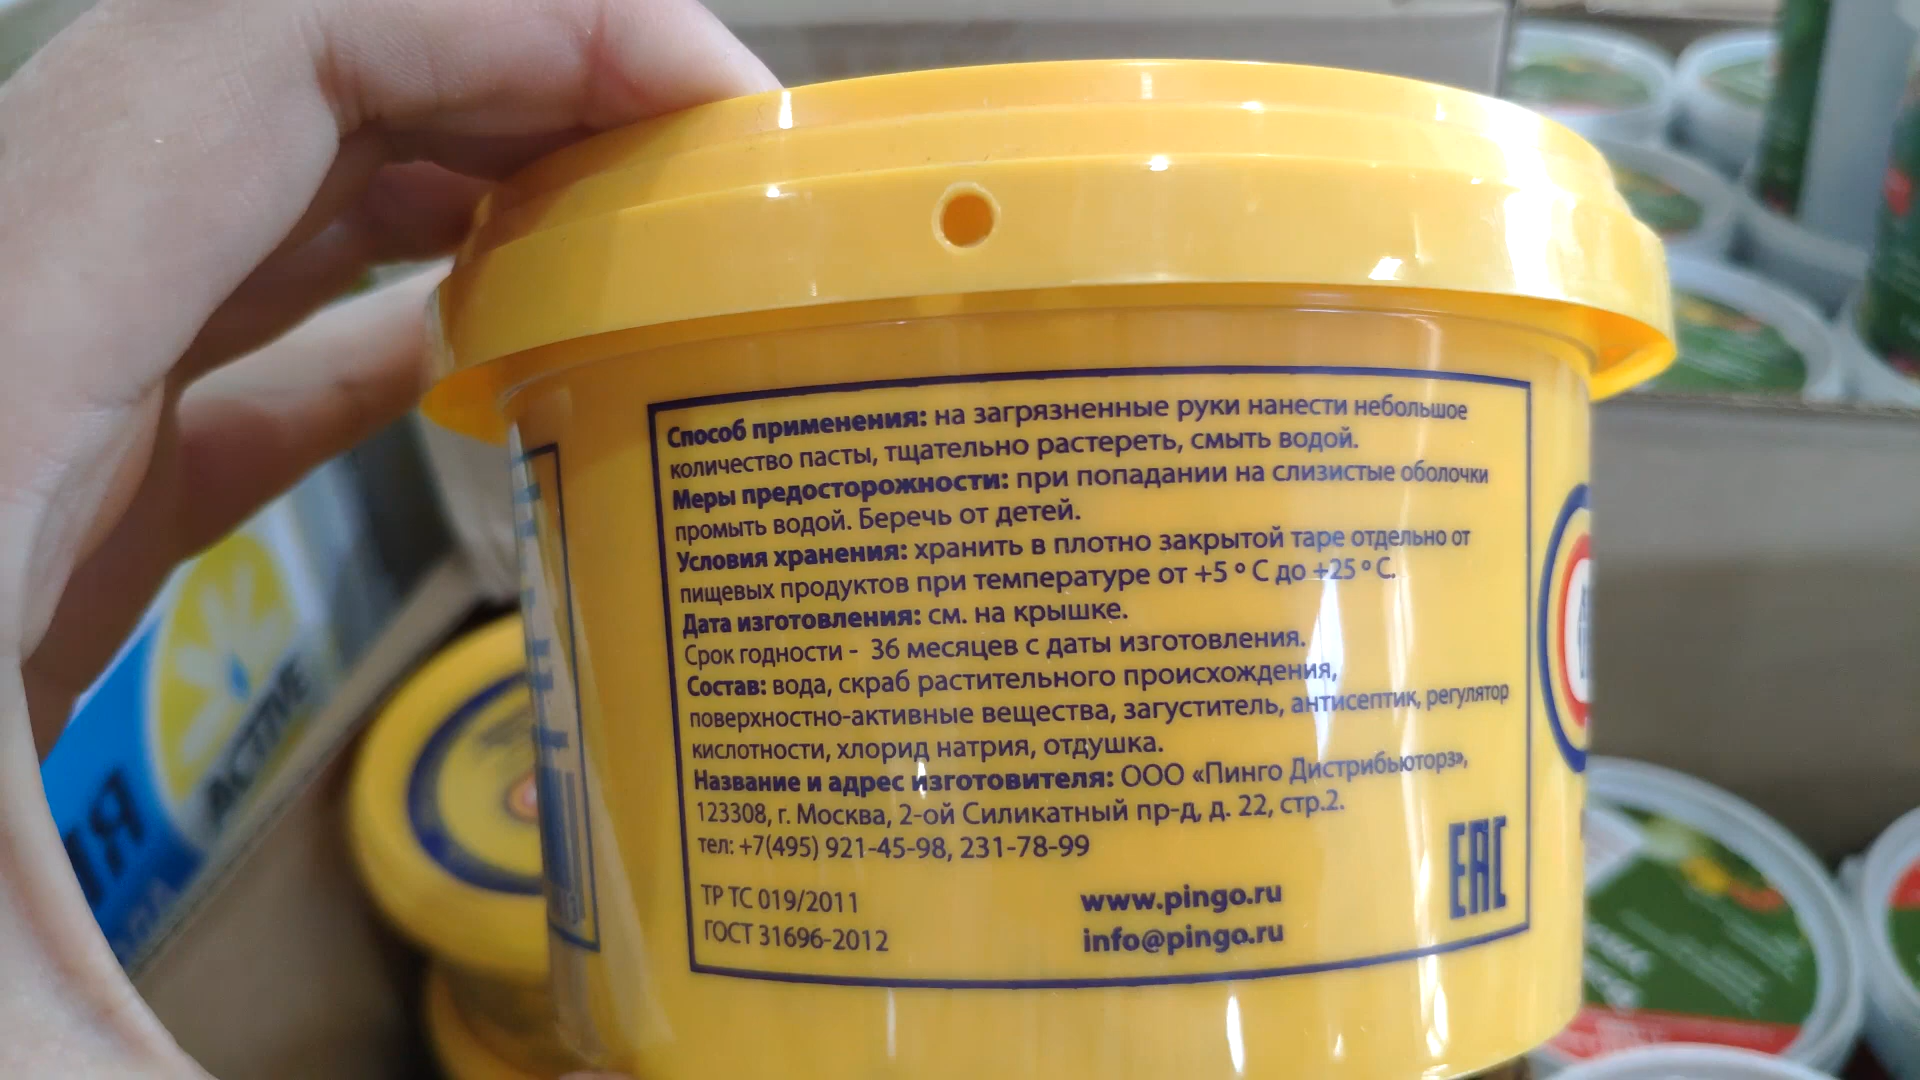 Способ применения: на загрязненные руки нанести небольшое
количество пасты, тщательно растереть, смыть водой.
Меры предосторожности: при попадании на слизистые оболочки
промыть водой. Беречь от детей.
Условия хранения: хранить в плотно закрытой таре отдельно от
пищевых продуктов при температуре от +5 ° С до +25 ° С.
Дата изготовления: см. на крышке.
Срок годности - 36 месяцев с даты изготовления.
Состав: вода, скраб растительного происхождения,
поверхностно-активные вещества, загуститель, антисептик, регулятор
кислотности, хлорид натрия, отдушка.
Название и адрес изготовителя: ООО «Пинго Дистрибьюторз»,
123308, г. Москва, 2-ой Силикатный пр-д, д. 22, стр.2.
тел: +7(495) 921-45-98, 231-78-99
ТР ТС 019/2011
ГОСТ 31696-2012
www.pingo.ru
info@pingo.ru
EAC
ACTIVE